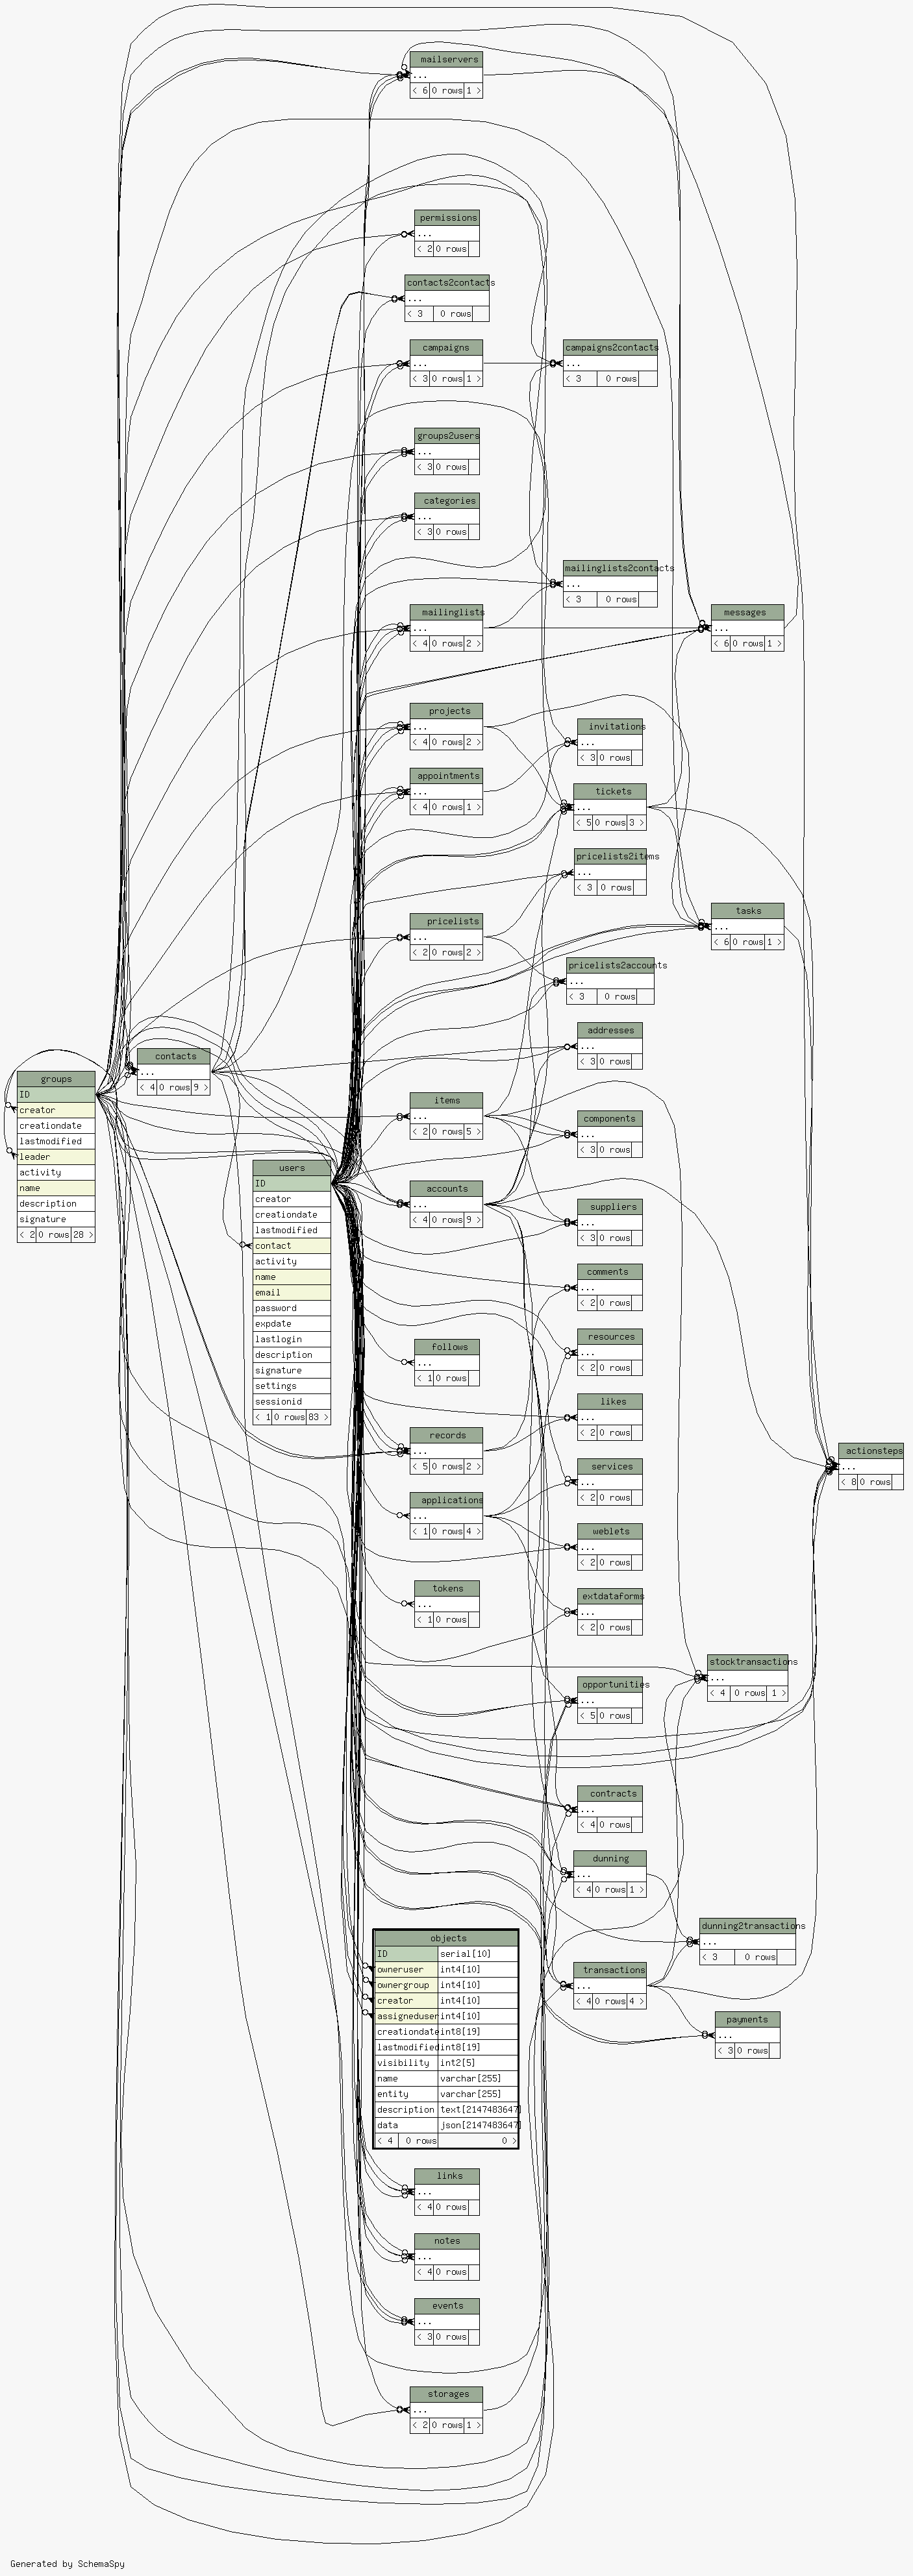 mailservers
...
< 6 0 rows 1 >
permissions
...
< 2 0 rows
contacts2contacts
...
< 3 0 rows
campaigns
...
< 3 0 rows 1 >
campaigns2contacts
...
< 3 0 rows
groups2users
...
< 3 0 rows
categories
...
< 3 0 rows
mailinglists2contacts
...
< 3 0 rows
mailinglists
...
< 4 0 rows 2 >
messages
...
< 6 0 rows 1 >
projects
...
< 4 0 rows 2 >
invitations
...
< 3 0 rows
appointments
...
< 4 0 rows 1 >
tickets
...
< 5 0 rows 3 >
pricelists2items
...
< 3 0 rows
tasks
...
< 6 0 rows 1 >
pricelists
...
< 2 0 rows 2 >
pricelists2accounts
...
< 3 0 rows
addresses
...
< 3 0 rows
contacts
...
< 4 0 rows 9 >
groups
ID
creator
creationdate
lastmodified
leader
activity
name
description
signature
< 2 0 rows 28 >
items
...
< 2 0 rows 5 >
components
...
< 3 0 rows
users
ID
creator
creationdate
lastmodified
contact
activity
name
email
password
expdate
lastlogin
description
signature
settings
sessionid
< 1 0 rows 83 >
accounts
...
< 4 0 rows 9 >
suppliers
...
< 3 0 rows
comments
...
< 2 0 rows
resources
...
< 2 0 rows
follows
...
< 1 0 rows
likes
...
< 2 0 rows
records
...
< 5 0 rows 2 >
actionsteps
...
< 8 0 rows
services
...
< 2 0 rows
applications
...
< 1 0 rows 4 >
weblets
...
< 2 0 rows
tokens
...
< 1 0 rows
extdataforms
...
< 2 0 rows
stocktransactions
...
< 4 0 rows 1 >
opportunities
...
< 5 0 rows
contracts
...
< 4 0 rows
dunning
...
< 4 0 rows 1 >
dunning2transactions
...
< 3 0 rows
objects
ID serial[10]
owneruser int4[10]
ownergroup int4[10]
creator int4[10]
assigneduser int4[10]
creationdate int8[19]
lastmodified int8[19]
visibility int2[5]
name varchar[255]
entity varchar[255]
description text[2147483647]
data json[2147483647]
< 4 0 rows 0 >
transactions
...
< 4 0 rows 4 >
payments
...
< 3 0 rows
links
...
< 4 0 rows
notes
...
< 4 0 rows
events
...
< 3 0 rows
storages
...
< 2 0 rows 1 >
Generated by SchemaSpy